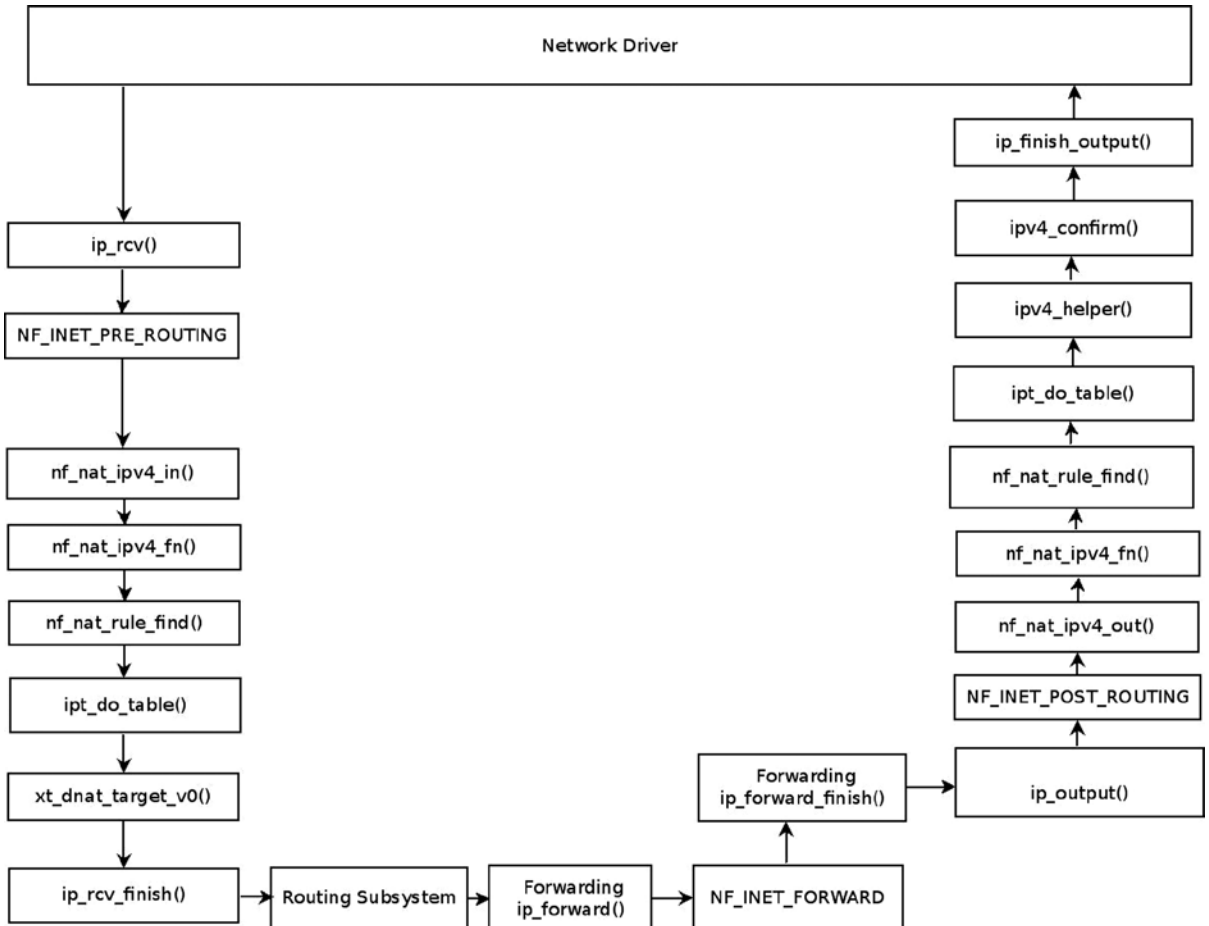 Network Driver
ip_rcv()
NF_INET_PRE_ROUTING
nf_nat_ipv4_in()
nf_nat_ipv4_fn()
nf_nat_rule_find()
ipt_do_table()
xt_dnat_target_v0()
ip_rcv_finish()
Routing Subsystem
Forwarding
ip_forward()
NF_INET_FORWARD
Forwarding
ip_forward_finish()
ip_output()
NF_INET_POST_ROUTING
nf_nat_ipv4_out()
nf_nat_ipv4_fn()
nf_nat_rule_find()
ipt_do_table()
ipv4_helper()
ipv4_confirm()
ip_finish_output()